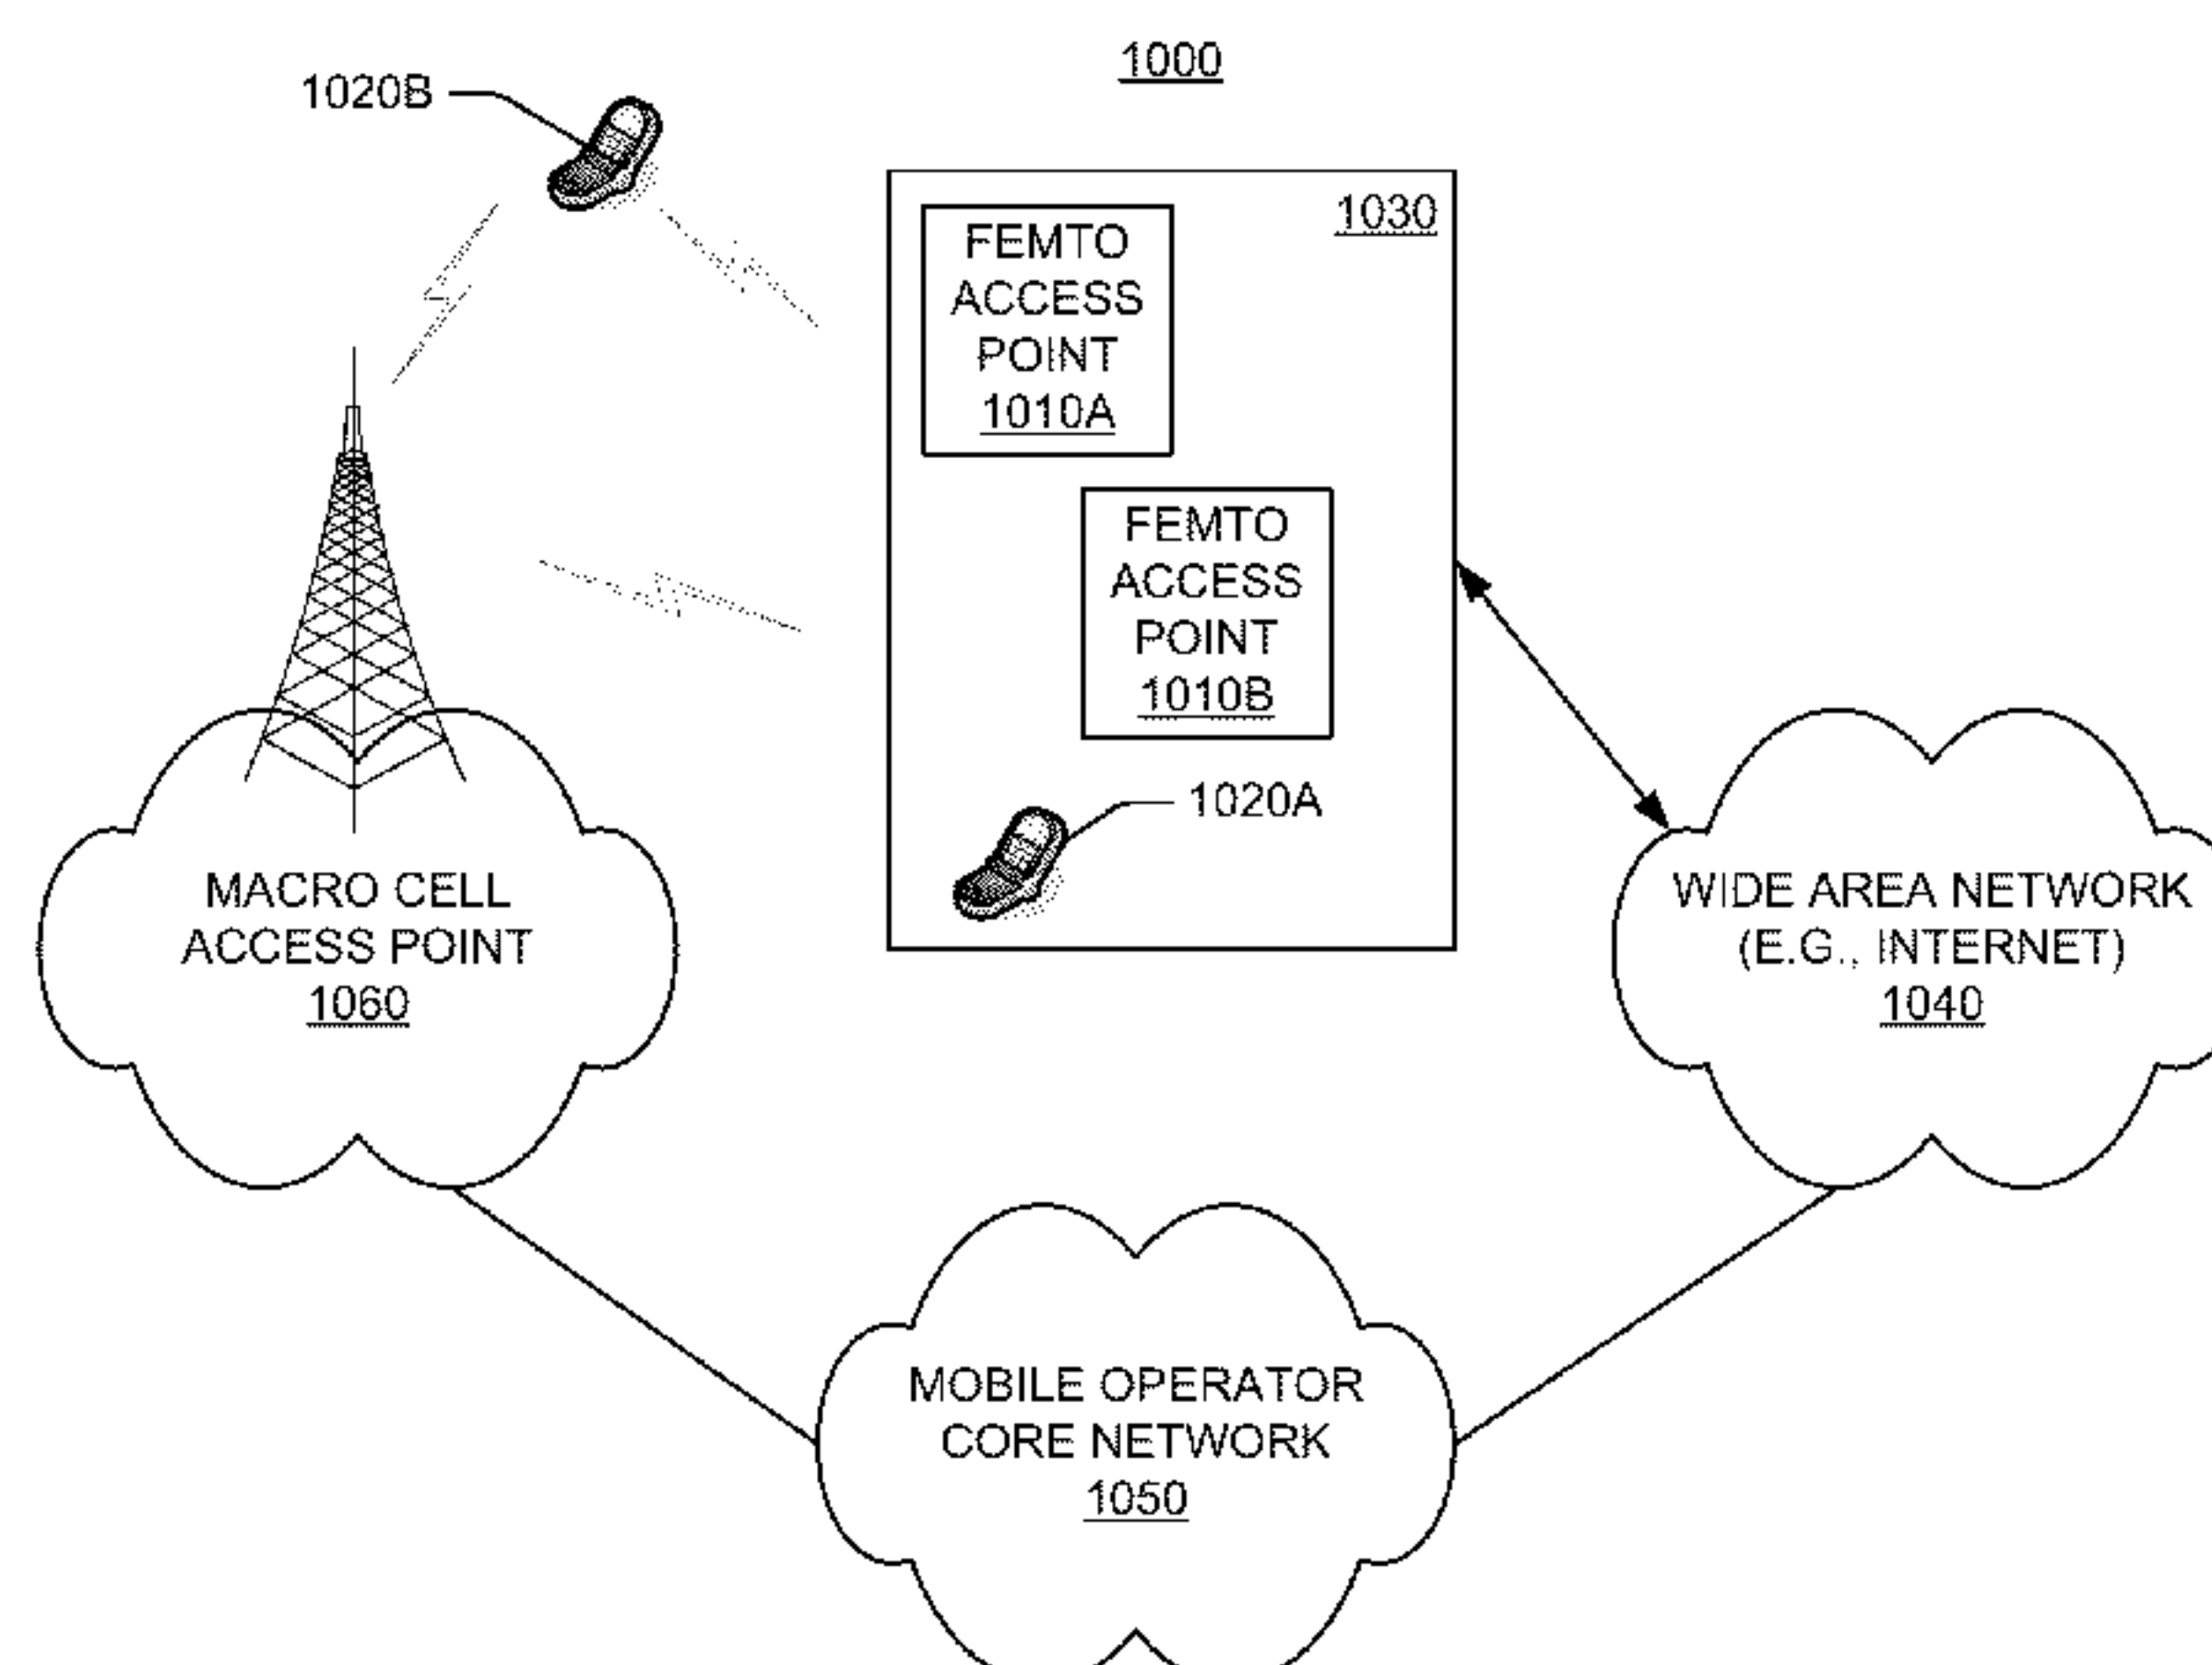 1000
1020B
1030
FEMTO
ACCESS
POINT
1010A
FEMTO
ACCESS
POINT
1010B
1020A
MACRO CELL
ACCESS POINT
1060
WIDE AREA NETWORK
(E.G., INTERNET)
1040
MOBILE OPERATOR
CORE NETWORK
1050